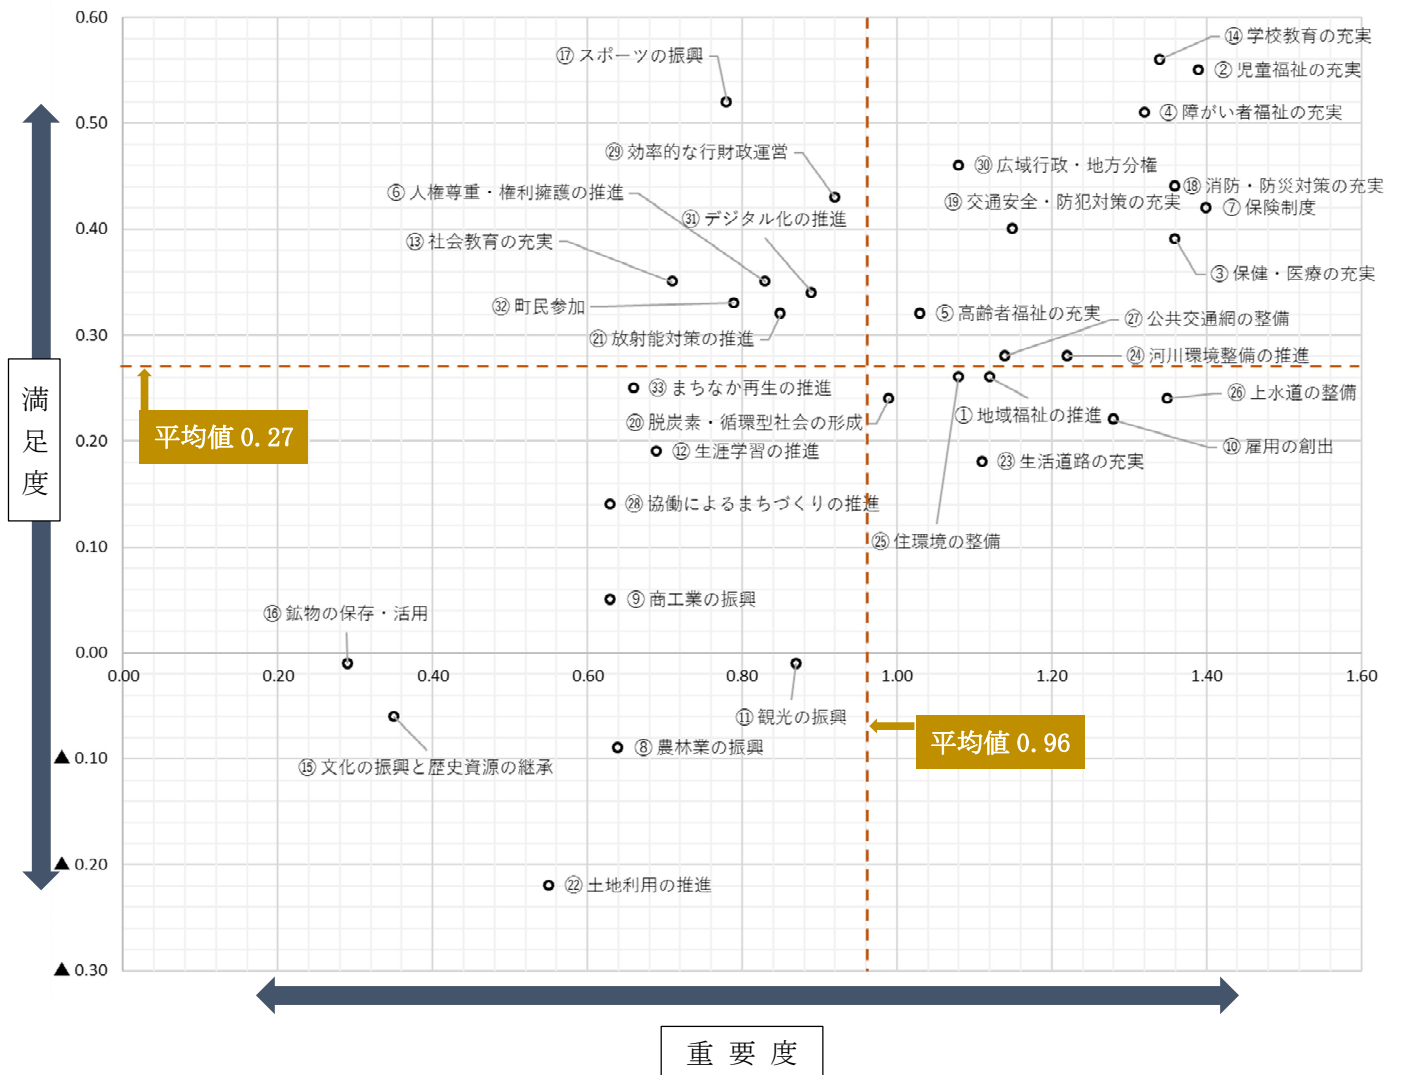 0.60
⑭ 学校教育の充実
⑰ スポーツの振興
② 児童福祉の充実
0.50
④ 障がい者福祉の充実
㉙ 効率的な行財政運営
㉚ 広域行政・地方分権
⑥ 人権尊重・権利擁護の推進
⑱ 消防・防災対策の充実
⑲ 交通安全・防犯対策の充実
⑦ 保険制度
㉛ デジタル化の推進
0.40
⑬ 社会教育の充実
③ 保健・医療の充実
㉜ 町民参加
⑤ 高齢者福祉の充実
㉗ 公共交通網の整備
0.30
㉑ 放射能対策の推進
㉔ 河川環境整備の推進
満足度
㉝ まちなか再生の推進
㉖ 上水道の整備
① 地域福祉の推進
⑳ 脱炭素・循環型社会の形成
平均値 0.27
0.20
⑩ 雇用の創出
⑫ 生涯学習の推進
㉓ 生活道路の充実
㉘ 協働によるまちづくりの推進
㉕ 住環境の整備
0.10
⑨ 商工業の振興
⑯ 鉱物の保存・活用
0.00
0.00 0.20 0.40 0.60 0.80 1.00 1.20 1.40 1.60
⑪ 観光の振興
平均値 0.96
⑧ 農林業の振興
▲ 0.10
⑮ 文化の振興と歴史資源の継承
▲ 0.20
㉒ 土地利用の推進
▲ 0.30
重要度